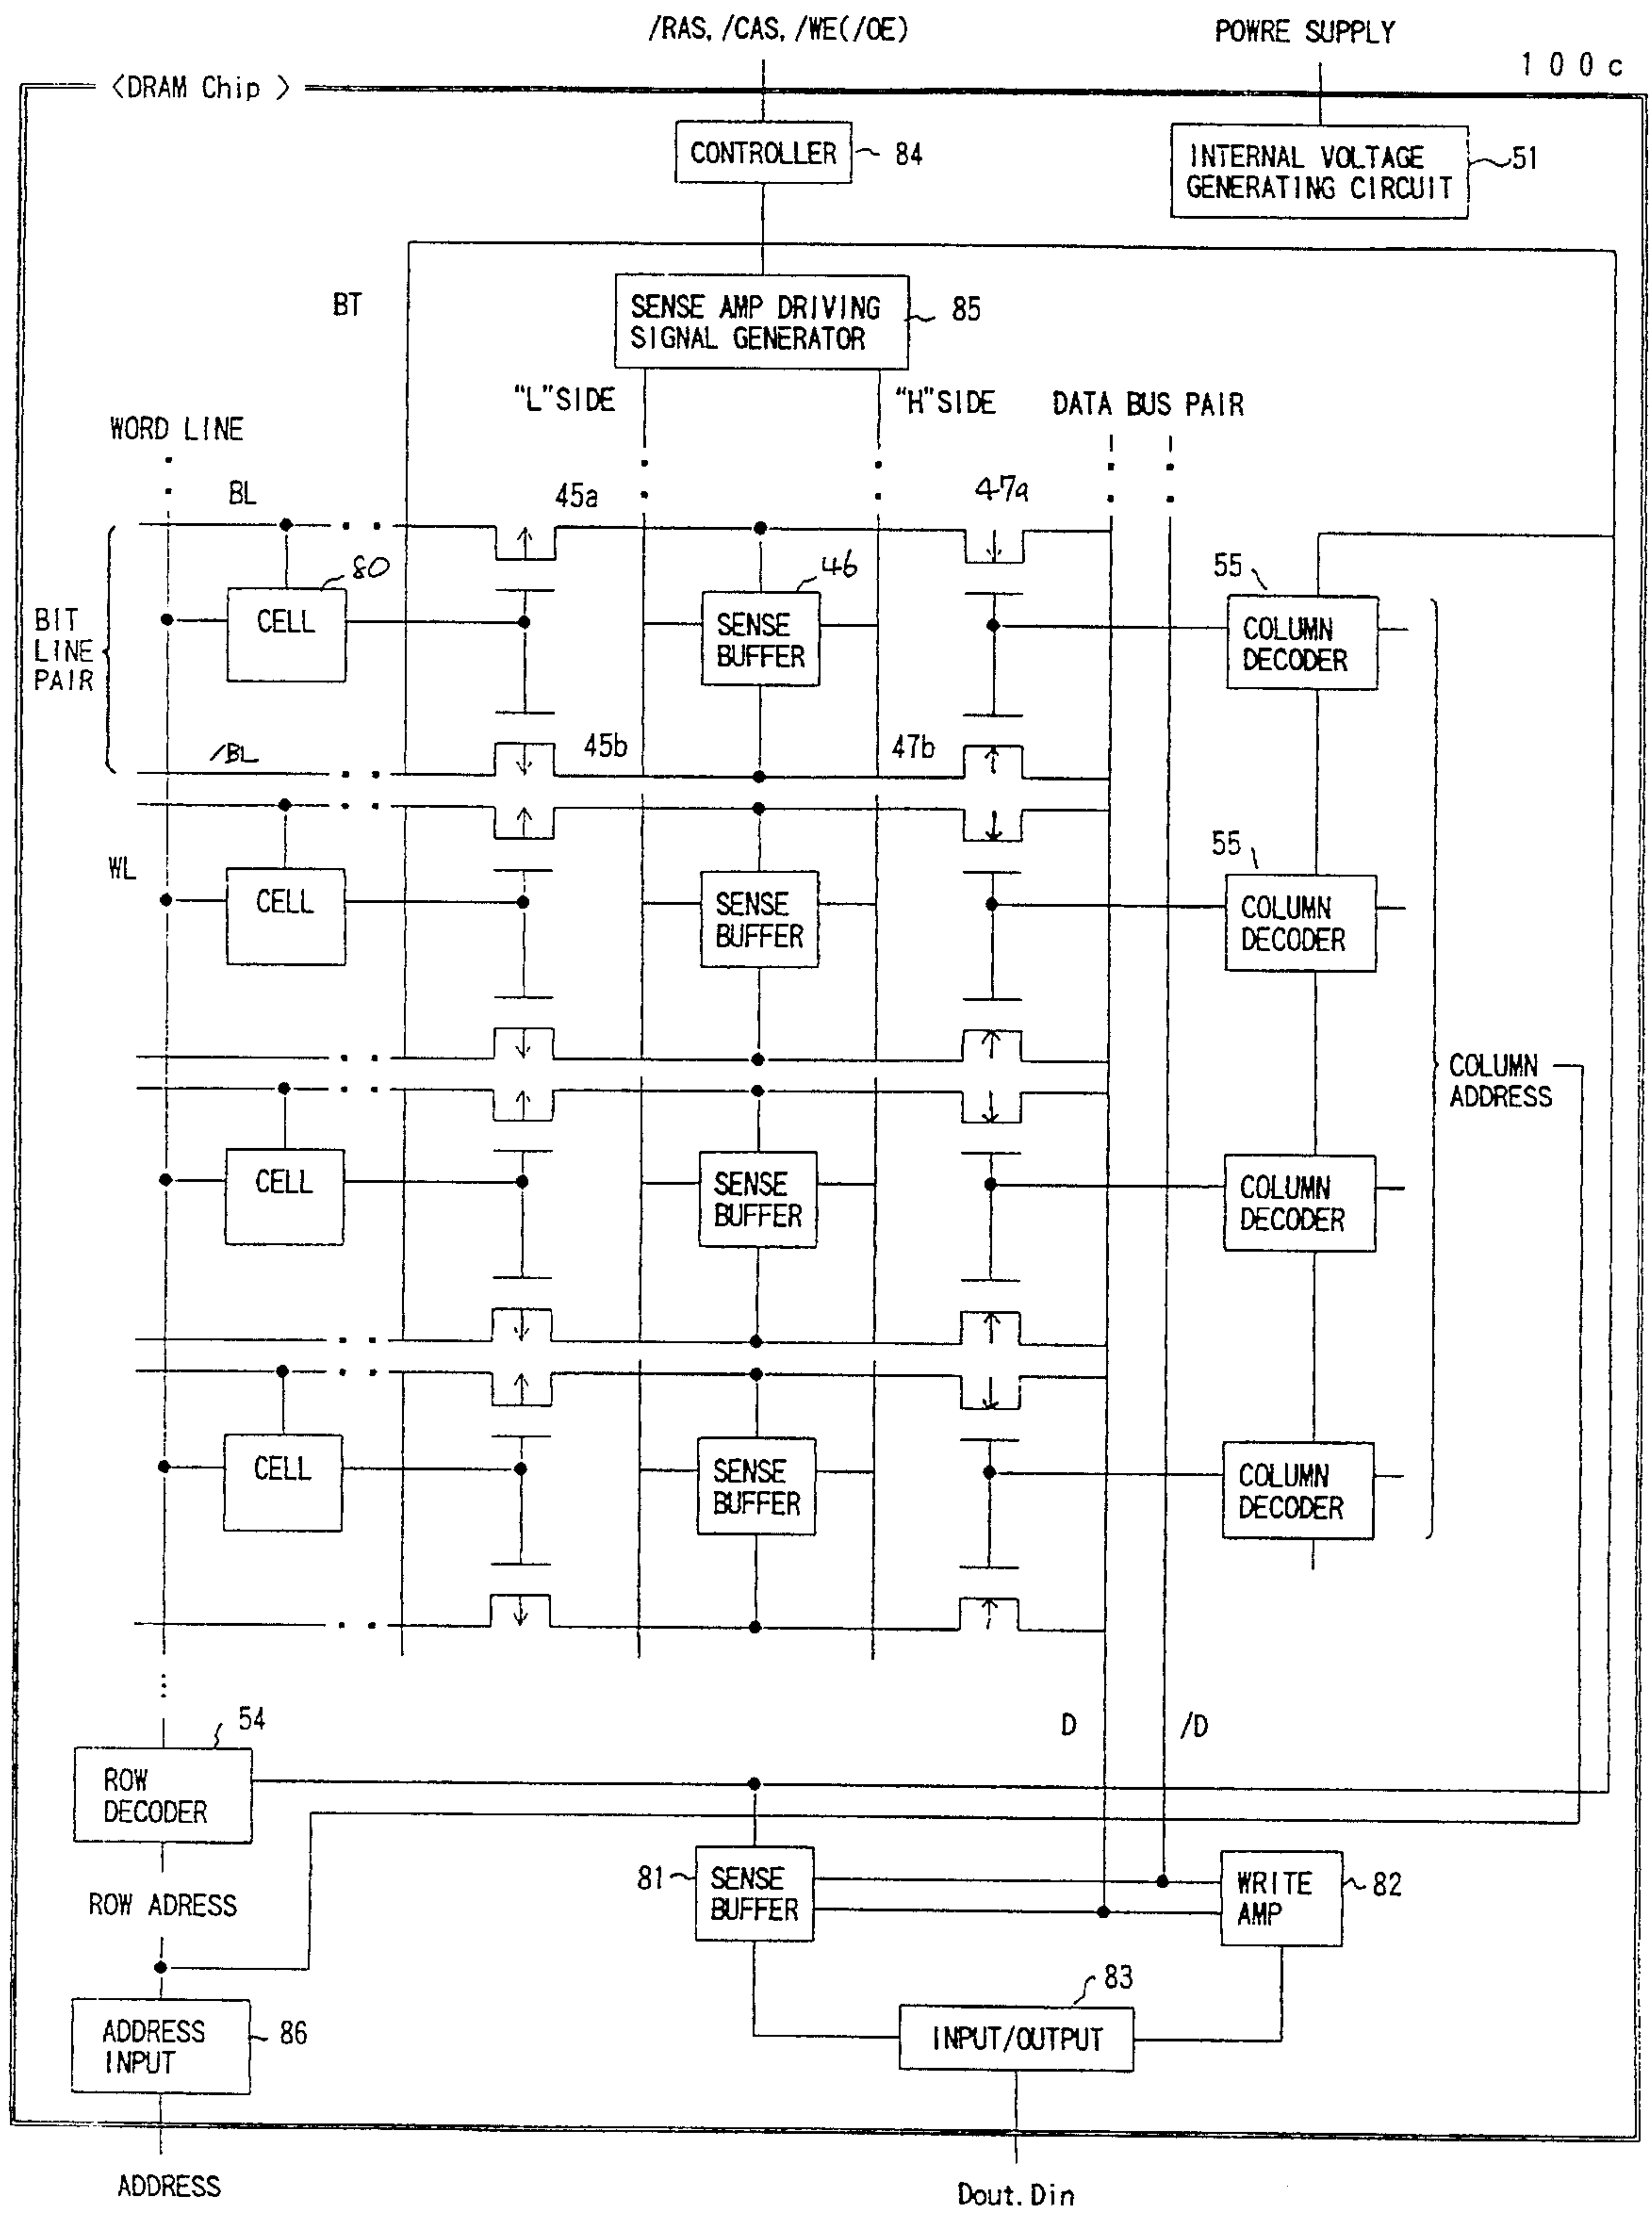 /RAS, /CAS, /WE(/OE)
POWRE SUPPLY
100c
<DRAM Chip >
CONTROLLER
84
INTERNAL VOLTAGE
GENERATING CIRCUIT
51
BT
SENSE AMP DRIVING
SIGNAL GENERATOR
85
"L"SIDE
"H"SIDE
DATA BUS PAIR
WORD LINE
BL
45a
47a
80
46
55
BIT
LINE
PAIR
CELL
SENSE
BUFFER
COLUMN
DECODER
/BL
45b
47b
WL
55
CELL
SENSE
BUFFER
COLUMN
DECODER
COLUMN
ADDRESS
CELL
SENSE
BUFFER
COLUMN
DECODER
CELL
SENSE
BUFFER
COLUMN
DECODER
54
D
/D
ROW
DECODER
81
SENSE
BUFFER
WRITE
AMP
82
ROW ADRESS
83
ADDRESS
INPUT
86
INPUT/OUTPUT
ADDRESS
Dout.Din